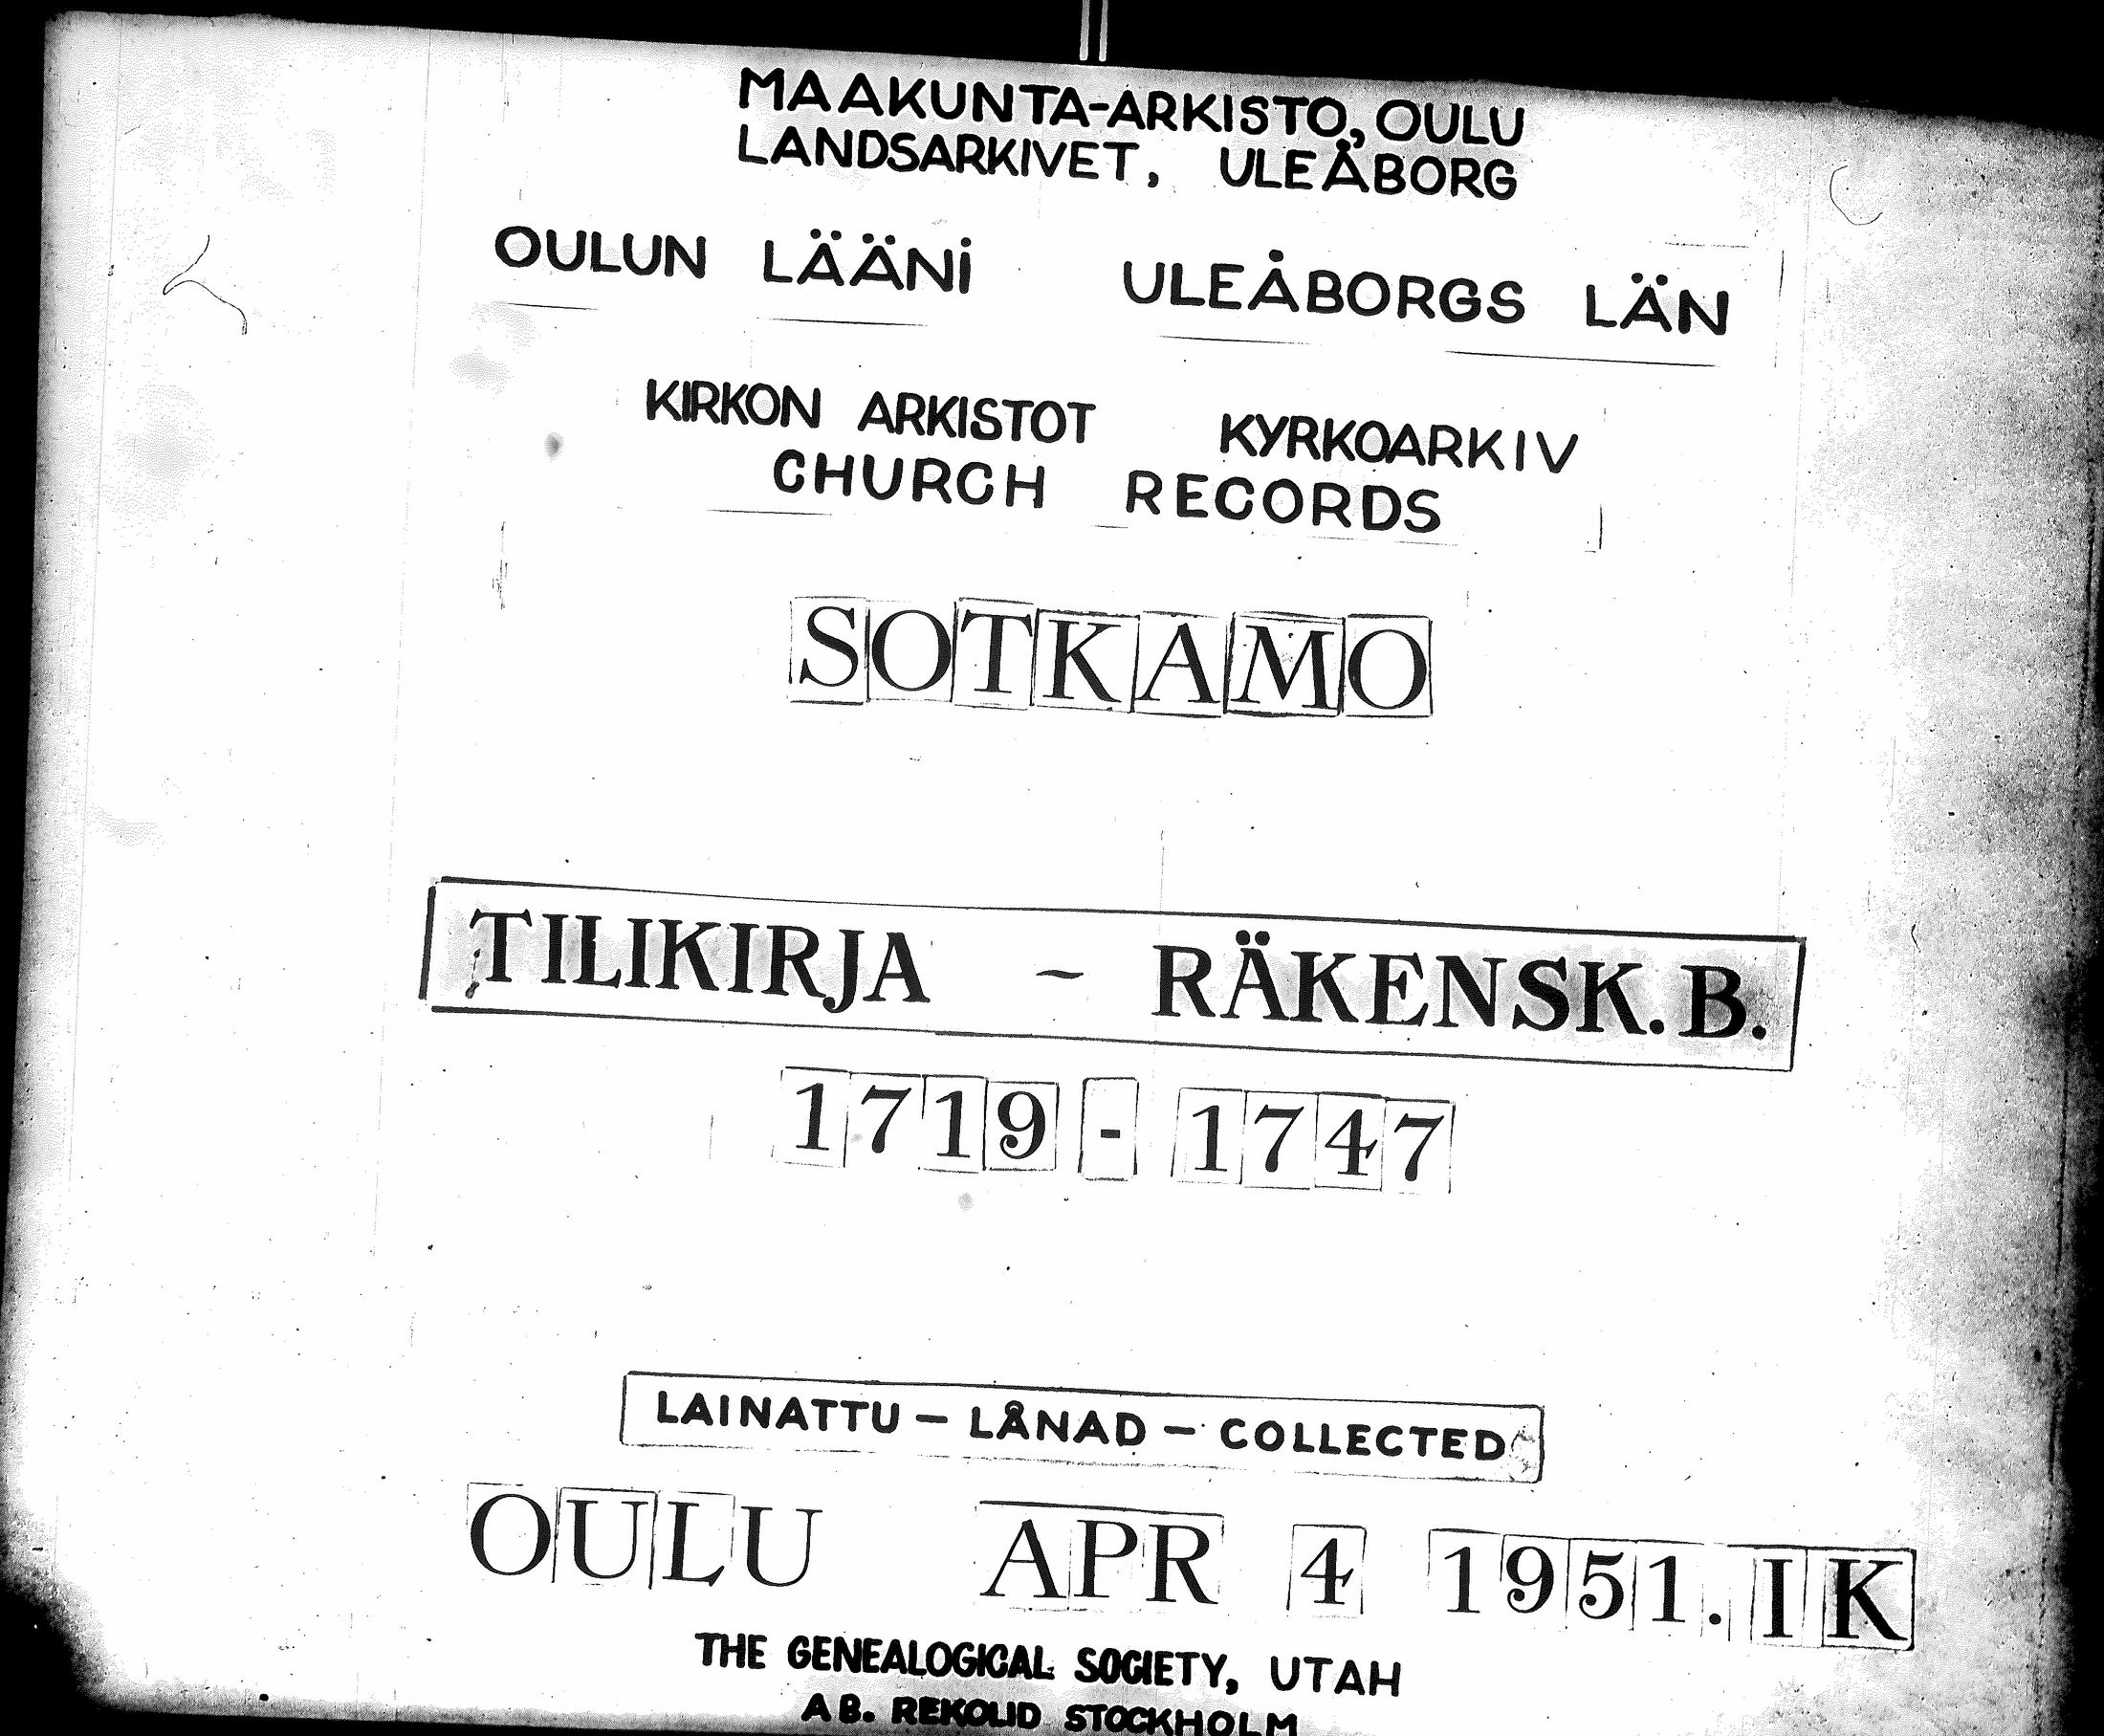 MAAKUNTA-ARKISTO, OULU
LANDSARKIVET, ULEÅBORG
OULUN LÄÄNI ULEÅBORGS LÄN
KIRKON ARKISTOT KYRKOARKIV
CHURCH RECORDS
SOTKAMO
TILIKIRJA - RÄKENSK. B.
1719 - 1747
LAINATTU - LÅNAD - COLLECTED
OULU APR 4 1951. IK
THE GENEALOGICAL SOCIETY, UTAH
AB. REKOLID STOCKHOLM